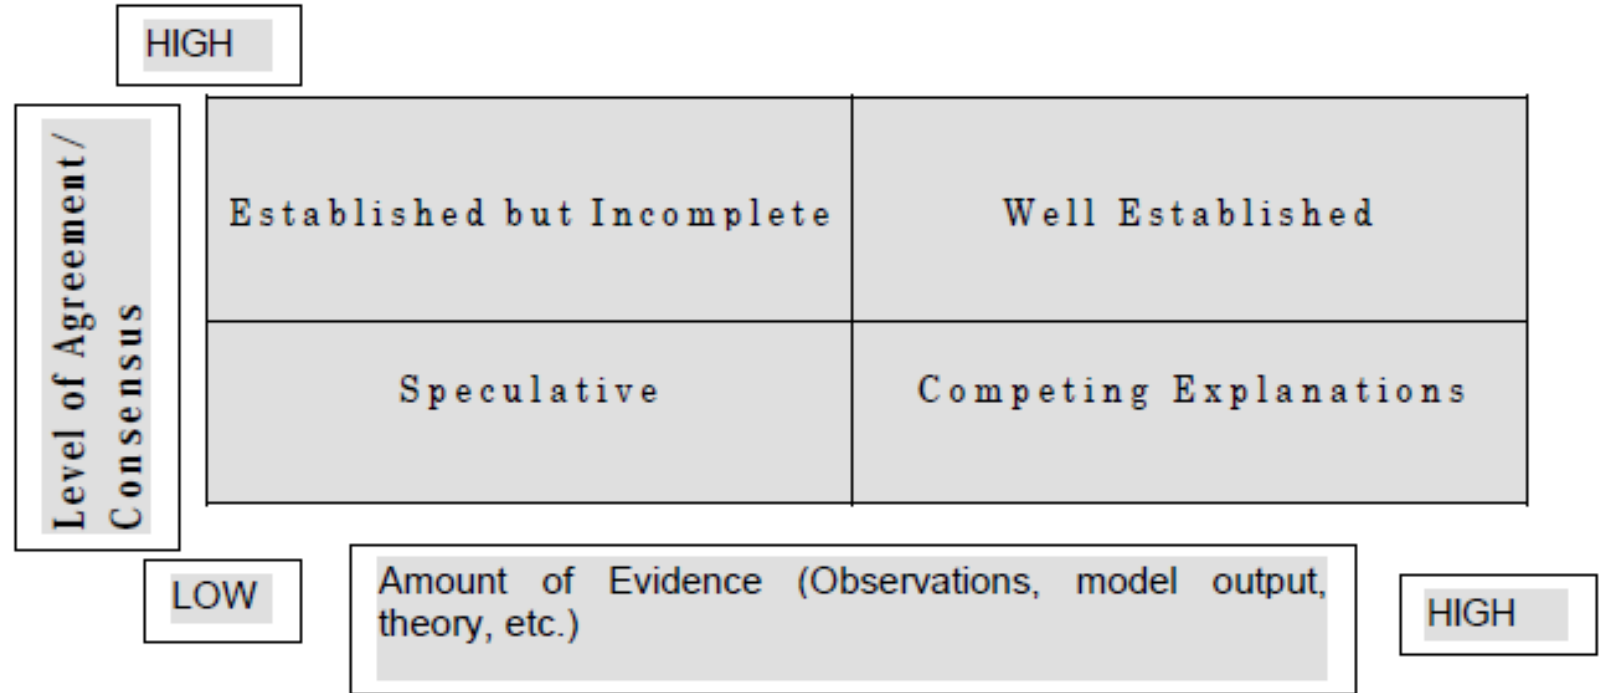 HIGH
Level of Agreement/
Consensus
Established but Incomplete
Well Established
Speculative
Competing Explanations
LOW
Amount of Evidence (Observations, model output,
theory, etc.)
HIGH